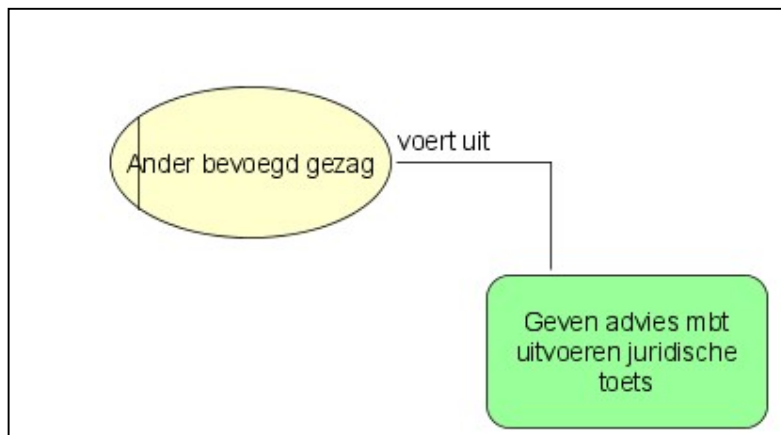 Ander bevoegd gezag
voert uit
Geven advies mbt
uitvoeren juridische
toets